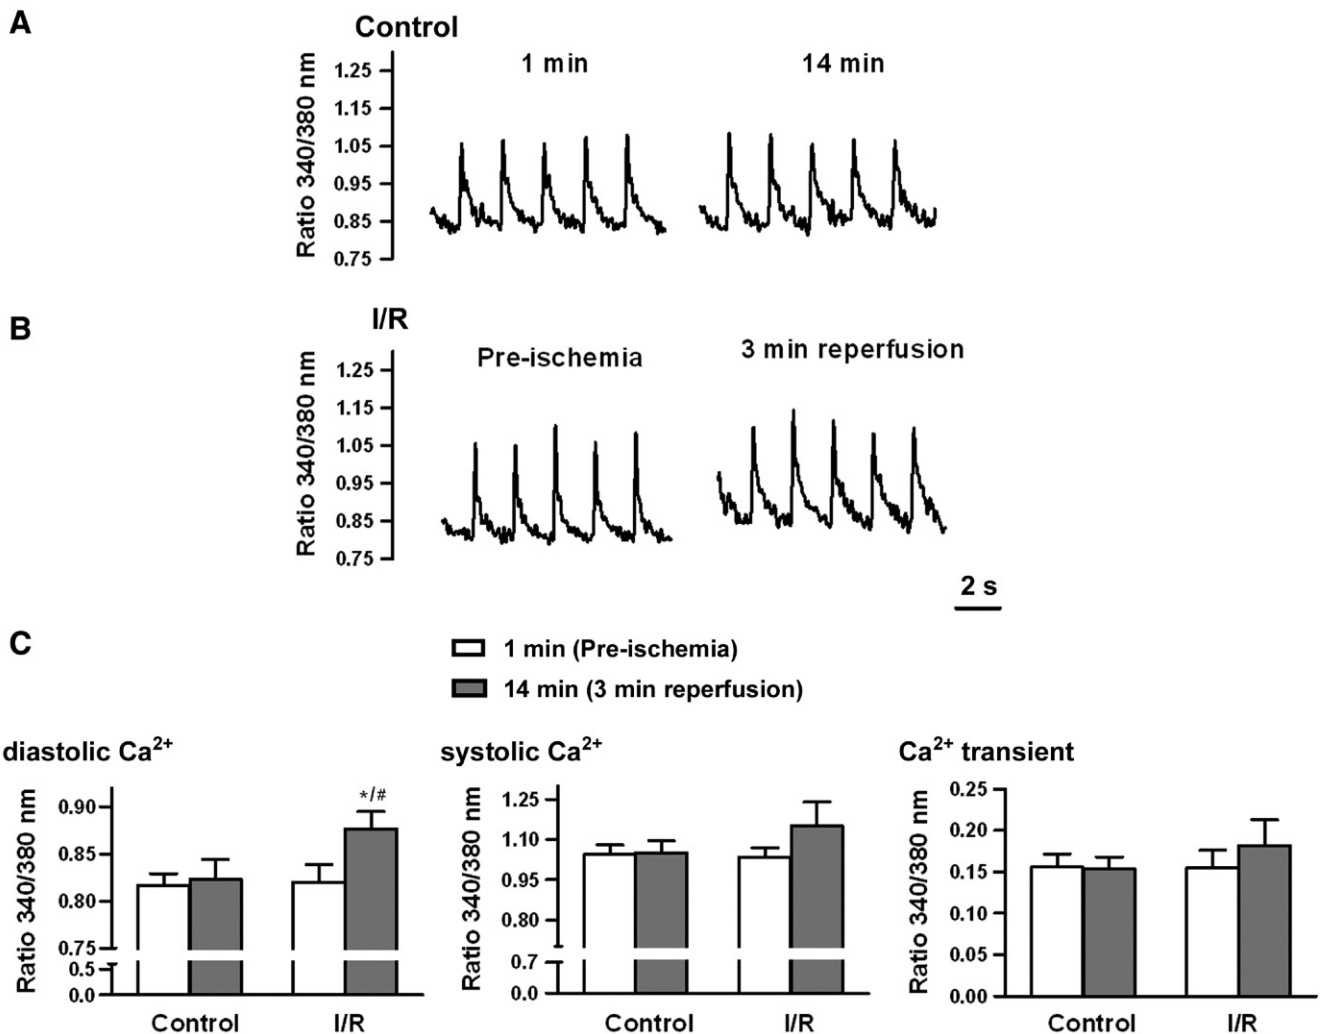 A
Control
1 min
14 min
Ratio 340/380 nm
1.25
1.15
1.05
0.95
0.85
0.75
B
I/R
Pre-ischemia
3 min reperfusion
Ratio 340/380 nm
1.25
1.15
1.05
0.95
0.85
0.75
2 s
C
1 min (Pre-ischemia)
14 min (3 min reperfusion)
diastolic Ca2+
Ratio 340/380 nm
0.90
0.85
0.80
0.75
0.5
0.0
*/#
Control I/R
systolic Ca2+
Ratio 340/380 nm
1.25
1.10
0.95
0.80
0.7
0.0
Control I/R
Ca2+ transient
Ratio 340/380 nm
0.25
0.20
0.15
0.10
0.05
0.00
Control I/R